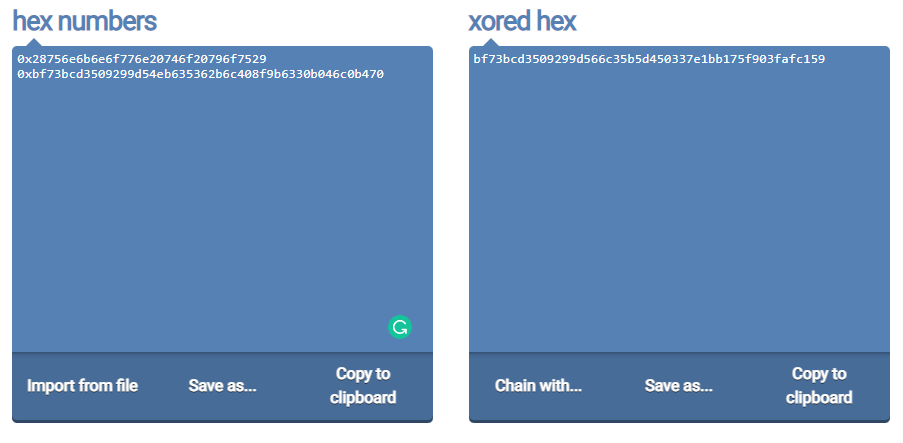 hex numbers
0x28756e6b6e6f776e20746f20796f7529
0xbf73bcd3509299d54eb635362b6c408f9b6330b046c0b470
Import from file
Save as...
Copy to
clipboard
xored hex
bf73bcd3509299d566c35b5d450337e1bb175f903fafc159
Chain with...
Save as...
Copy to
clipboard